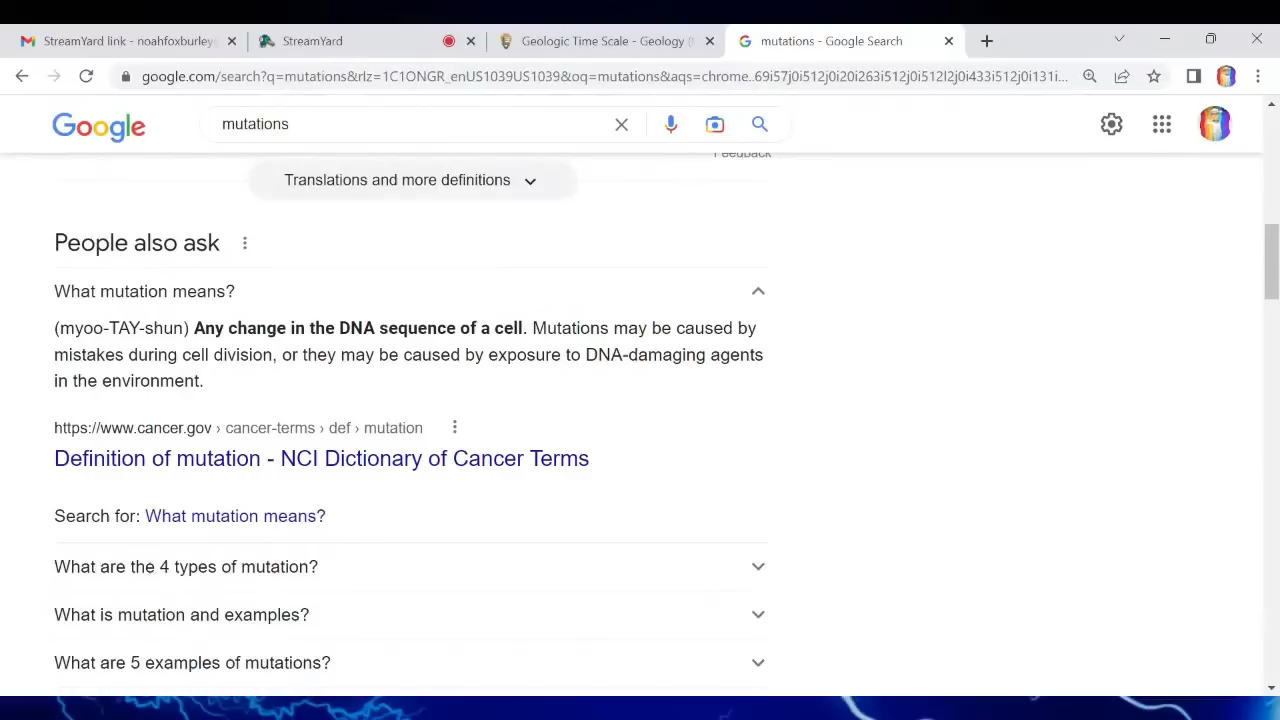 StreamYard link - noahfoxburley
StreamYard
Geologic Time Scale - Geology (
mutations - Google Search
google.com/search?q=mutations&rlz=1C1ONGR_enUS1039US1039&oq=mutations&aqs=chrome..69i57j0i512j0i20i263i512j0i512l2j0i433i512j0i131i...
Google
mutations
Feedback
Translations and more definitions
People also ask
What mutation means?
(myoo-TAY-shun) Any change in the DNA sequence of a cell. Mutations may be caused by
mistakes during cell division, or they may be caused by exposure to DNA-damaging agents
in the environment.
https://www.cancer.gov › cancer-terms › def › mutation
Definition of mutation - NCI Dictionary of Cancer Terms
Search for: What mutation means?
What are the 4 types of mutation?
What is mutation and examples?
What are 5 examples of mutations?